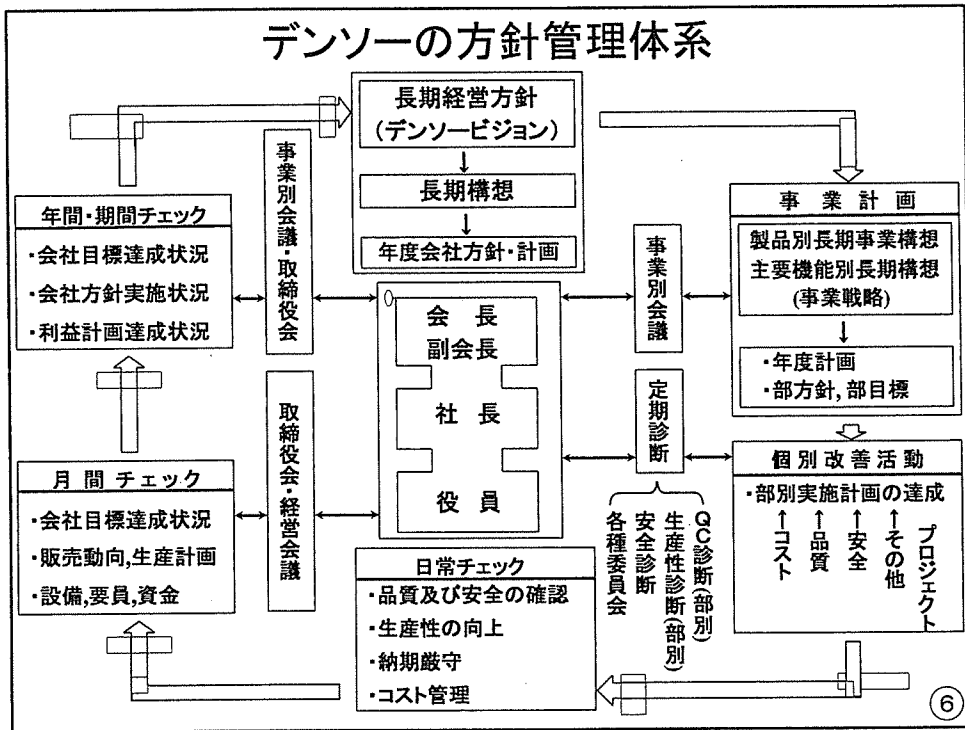 デンソーの方針管理体系
長期経営方針
(デンソービジョン)
↓
長期構想
↓
年度会社方針・計画
事業別会議・取締役会
年間・期間チェック
・会社目標達成状況
・会社方針実施状況
・利益計画達成状況
会長
副会長
社長
役員
事業別会議
事業計画
製品別長期事業構想
主要機能別長期構想
(事業戦略)
↓
・年度計画
・部方針,部目標
取締役会・経営会議
月間チェック
・会社目標達成状況
・販売動向,生産計画
・設備,要員,資金
定期診断
QC診断(部別)
生産性診断(部別)
安全診断
各種委員会
個別改善活動
・部別実施計画の達成
←コスト
←品質
←安全
←その他
プロジェクト
日常チェック
・品質及び安全の確認
・生産性の向上
・納期厳守
・コスト管理
⑥